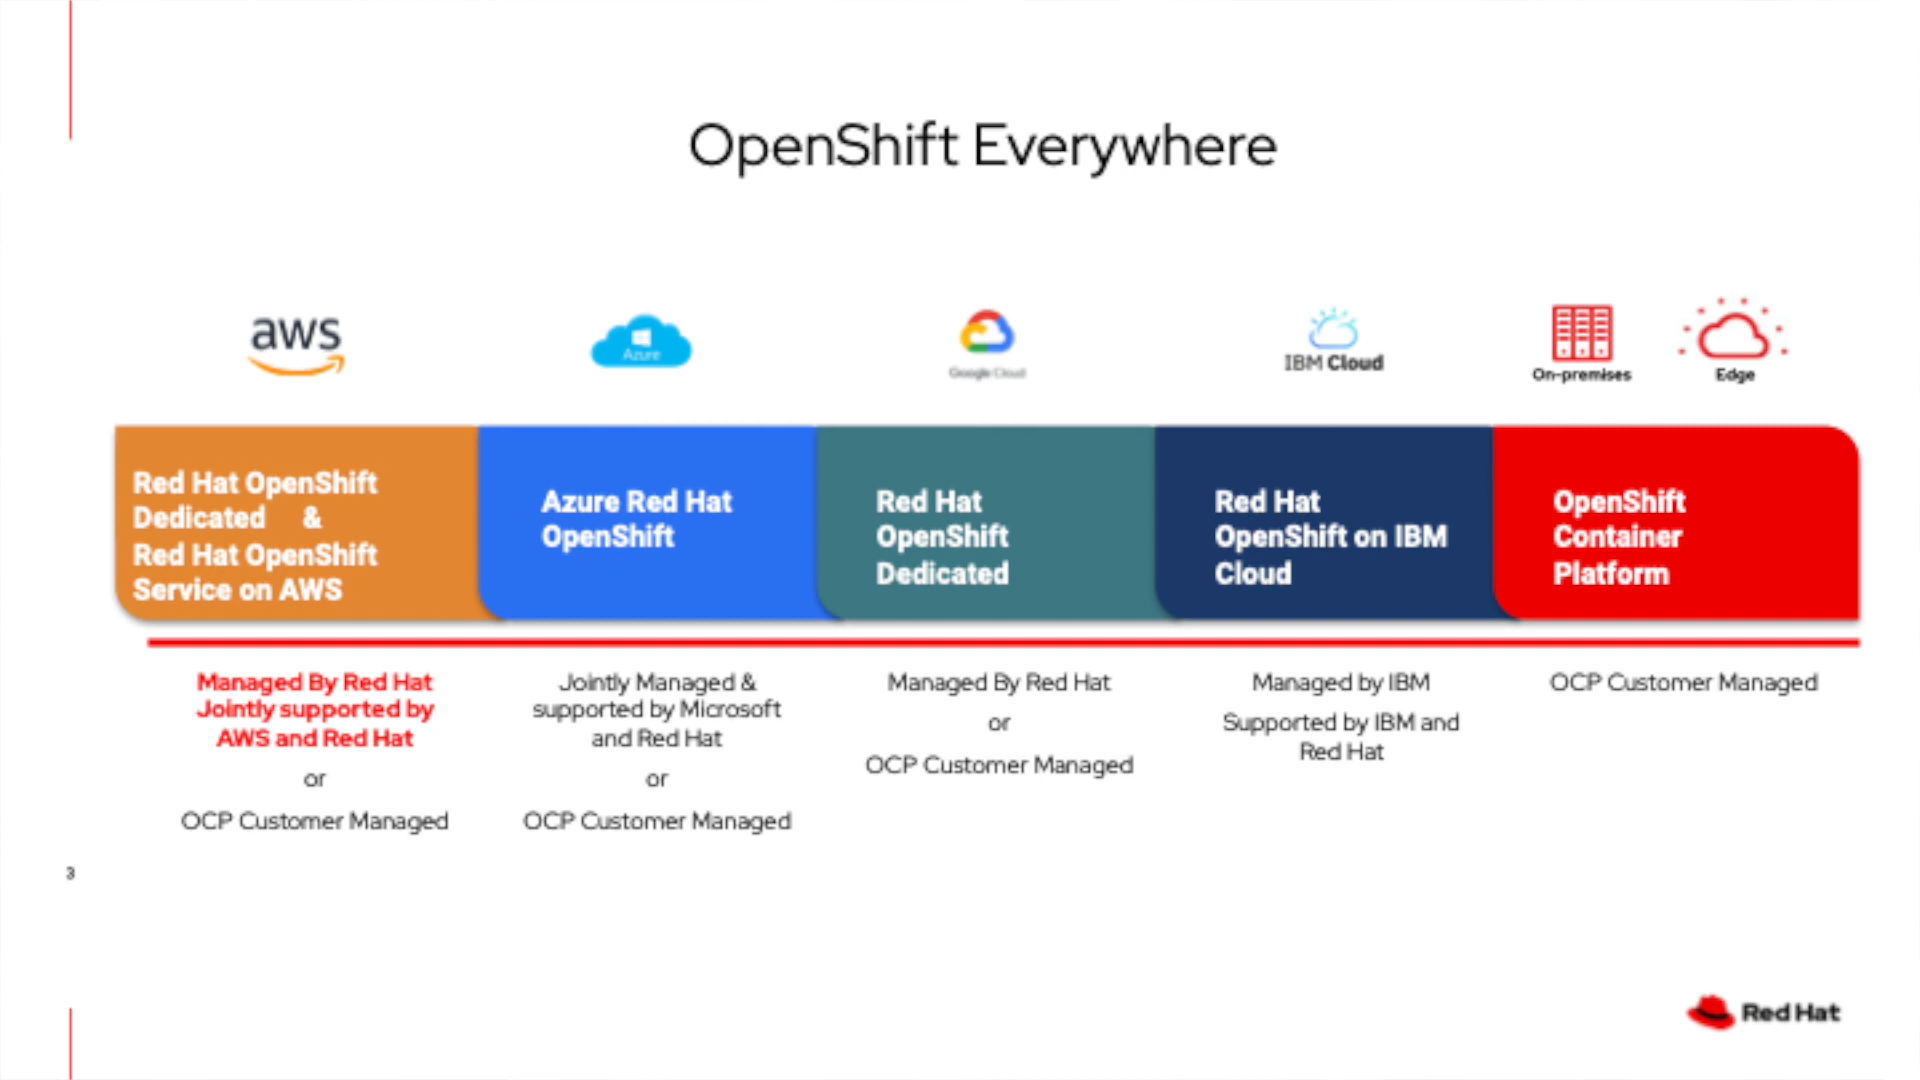 OpenShift Everywhere
aws
Azure
Google Cloud
IBM Cloud
On-premises
Edge
Red Hat OpenShift
Dedicated &
Red Hat OpenShift
Service on AWS
Azure Red Hat
OpenShift
Red Hat
OpenShift
Dedicated
Red Hat
OpenShift on IBM
Cloud
OpenShift
Container
Platform
Managed By Red Hat
Jointly supported by
AWS and Red Hat
or
OCP Customer Managed
Jointly Managed &
supported by Microsoft
and Red Hat
or
OCP Customer Managed
Managed By Red Hat
or
OCP Customer Managed
Managed by IBM
Supported by IBM and
Red Hat
OCP Customer Managed
3
Red Hat